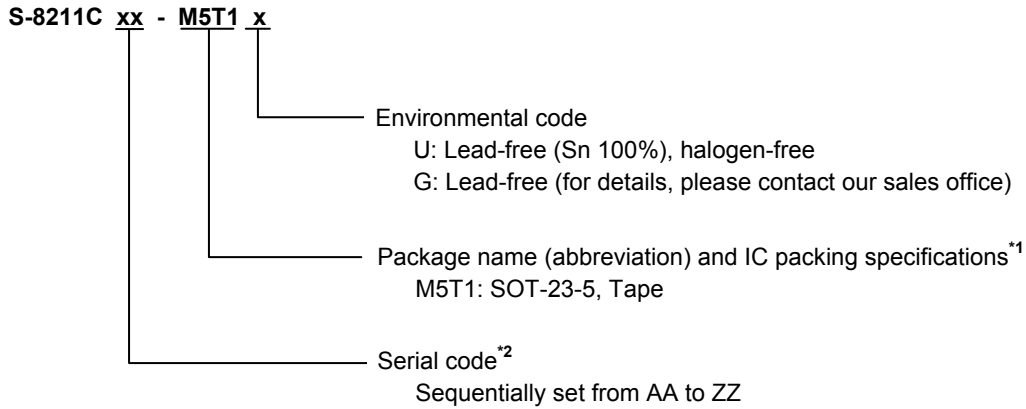 S-8211C xx - M5T1 x
Environmental code
U: Lead-free (Sn 100%), halogen-free
G: Lead-free (for details, please contact our sales office)
Package name (abbreviation) and IC packing specifications*1
M5T1: SOT-23-5, Tape
Serial code*2
Sequentially set from AA to ZZ